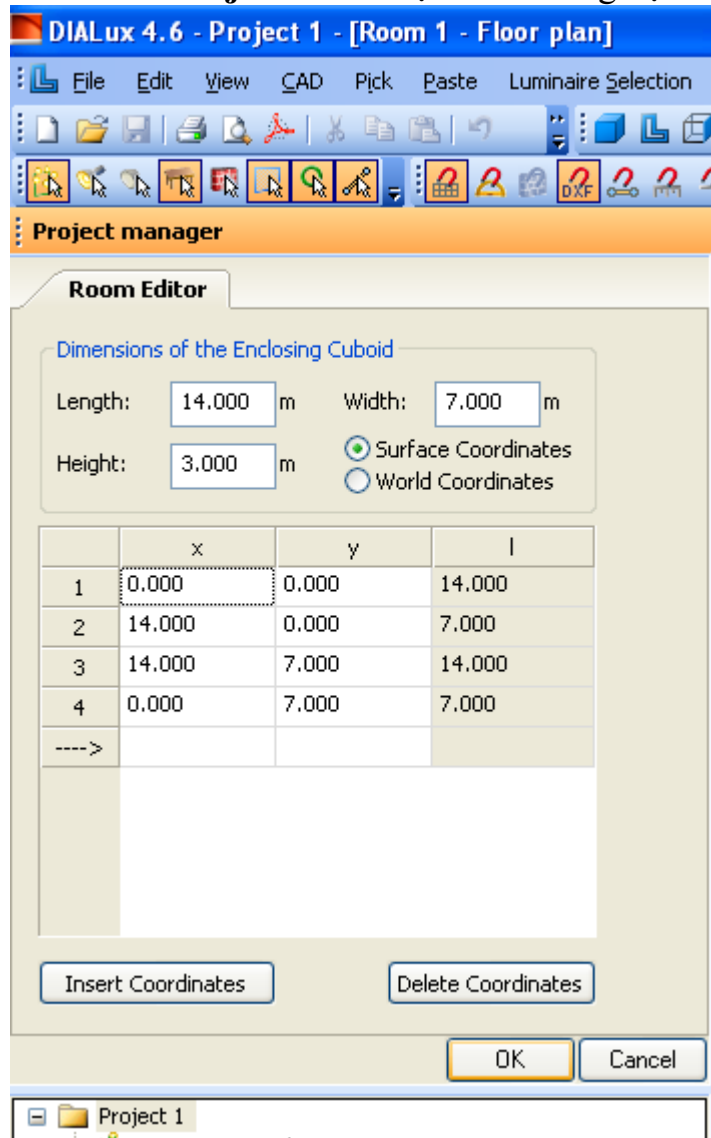 DIALux 4.6 - Project 1 - [Room 1 - Floor plan]
File Edit View CAD Pick Paste Luminaire Selection
DXF
Project manager
Room Editor
Dimensions of the Enclosing Cuboid
Length: 14.000 m Width: 7.000 m
Height: 3.000 m Surface Coordinates
World Coordinates
x y l
1 0.000 0.000 14.000
2 14.000 0.000 7.000
3 14.000 7.000 14.000
4 0.000 7.000 7.000
---->
Insert Coordinates Delete Coordinates
OK Cancel
Project 1